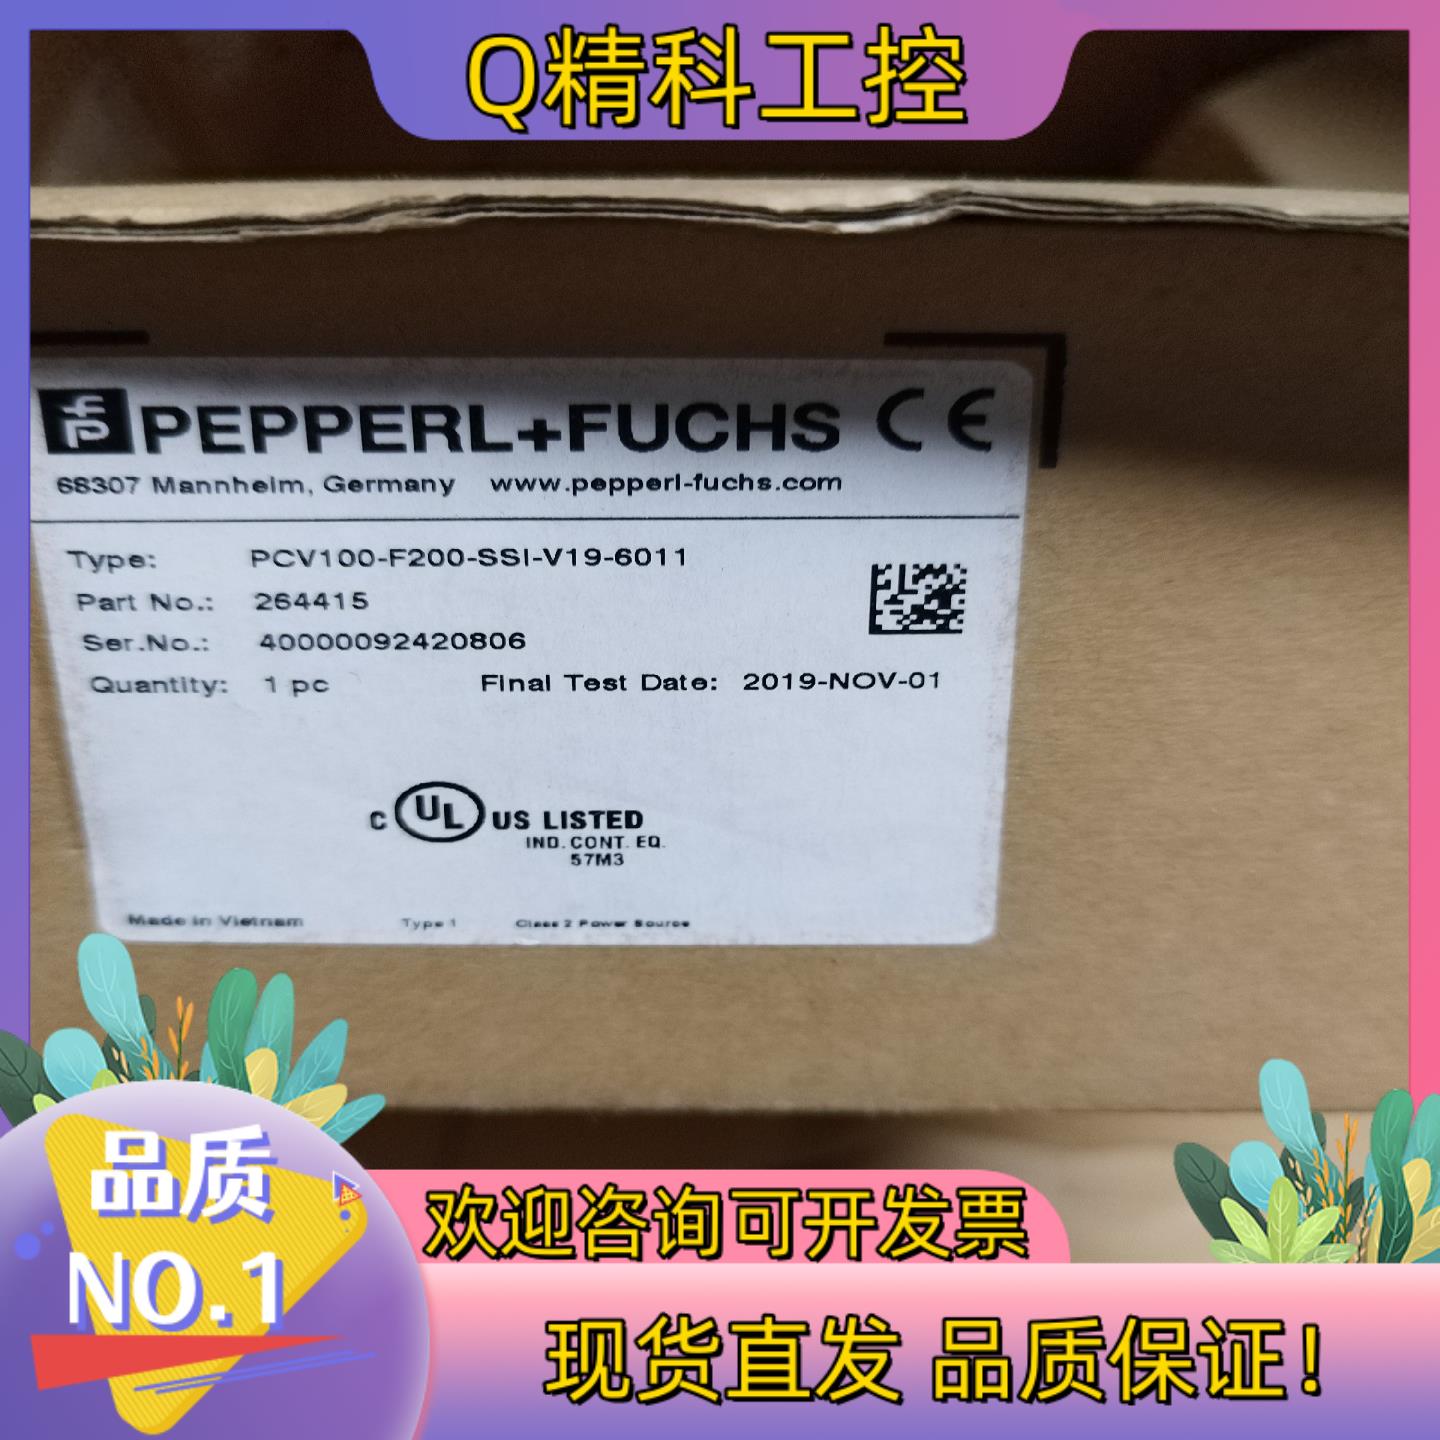 Q精科工控
PEPPERL+FUCHS CE
68307 Mannheim, Germany www.pepperl-fuchs.com
Type: PCV100-F200-SSI-V19-6011
Part No.: 264415
Ser.No.: 40000092420806
Quantity: 1 pc Final Test Date: 2019-NOV-01
C UL US LISTED
IND. CONT. EQ.
57M3
Made in Vietnam Type 1 Class 2 Power Source
品质
NO.1
欢迎咨询可开发票
现货直发 品质保证！